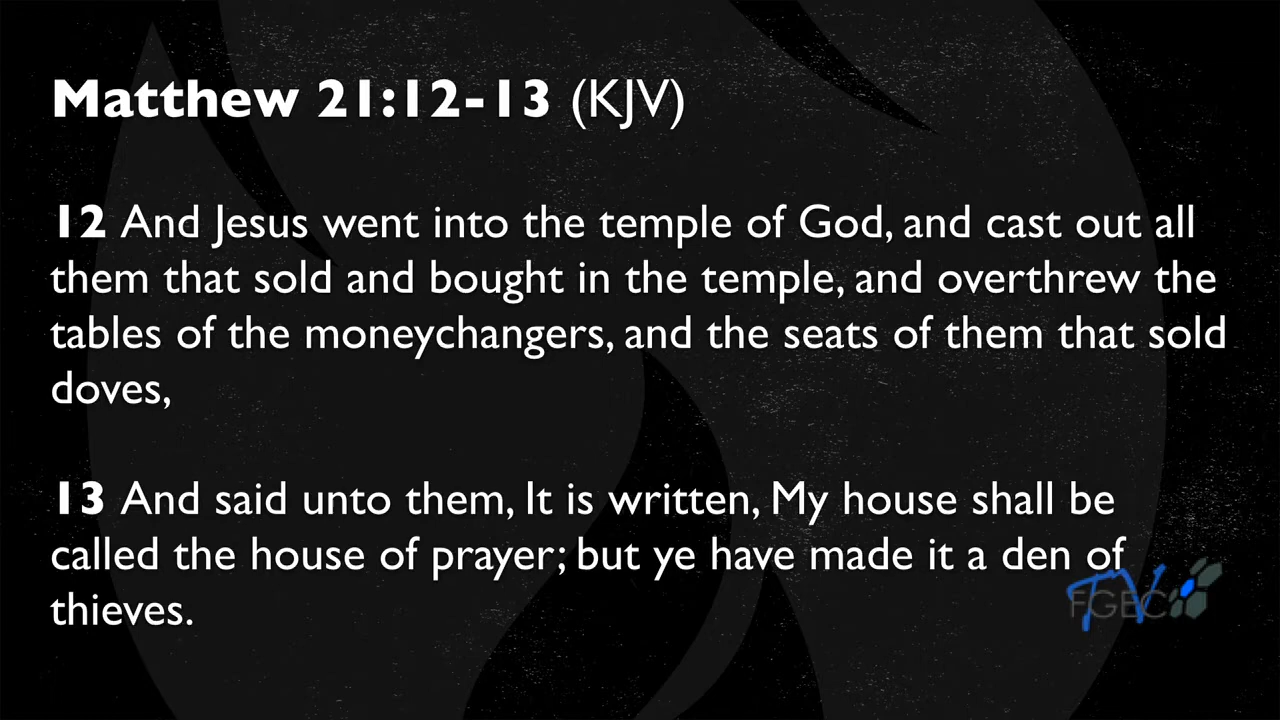 Matthew 21:12-13 (KJV)
12 And Jesus went into the temple of God, and cast out all
them that sold and bought in the temple, and overthrew the
tables of the moneychangers, and the seats of them that sold
doves,
13 And said unto them, It is written, My house shall be
called the house of prayer; but ye have made it a den of
thieves.
FGEC
TV